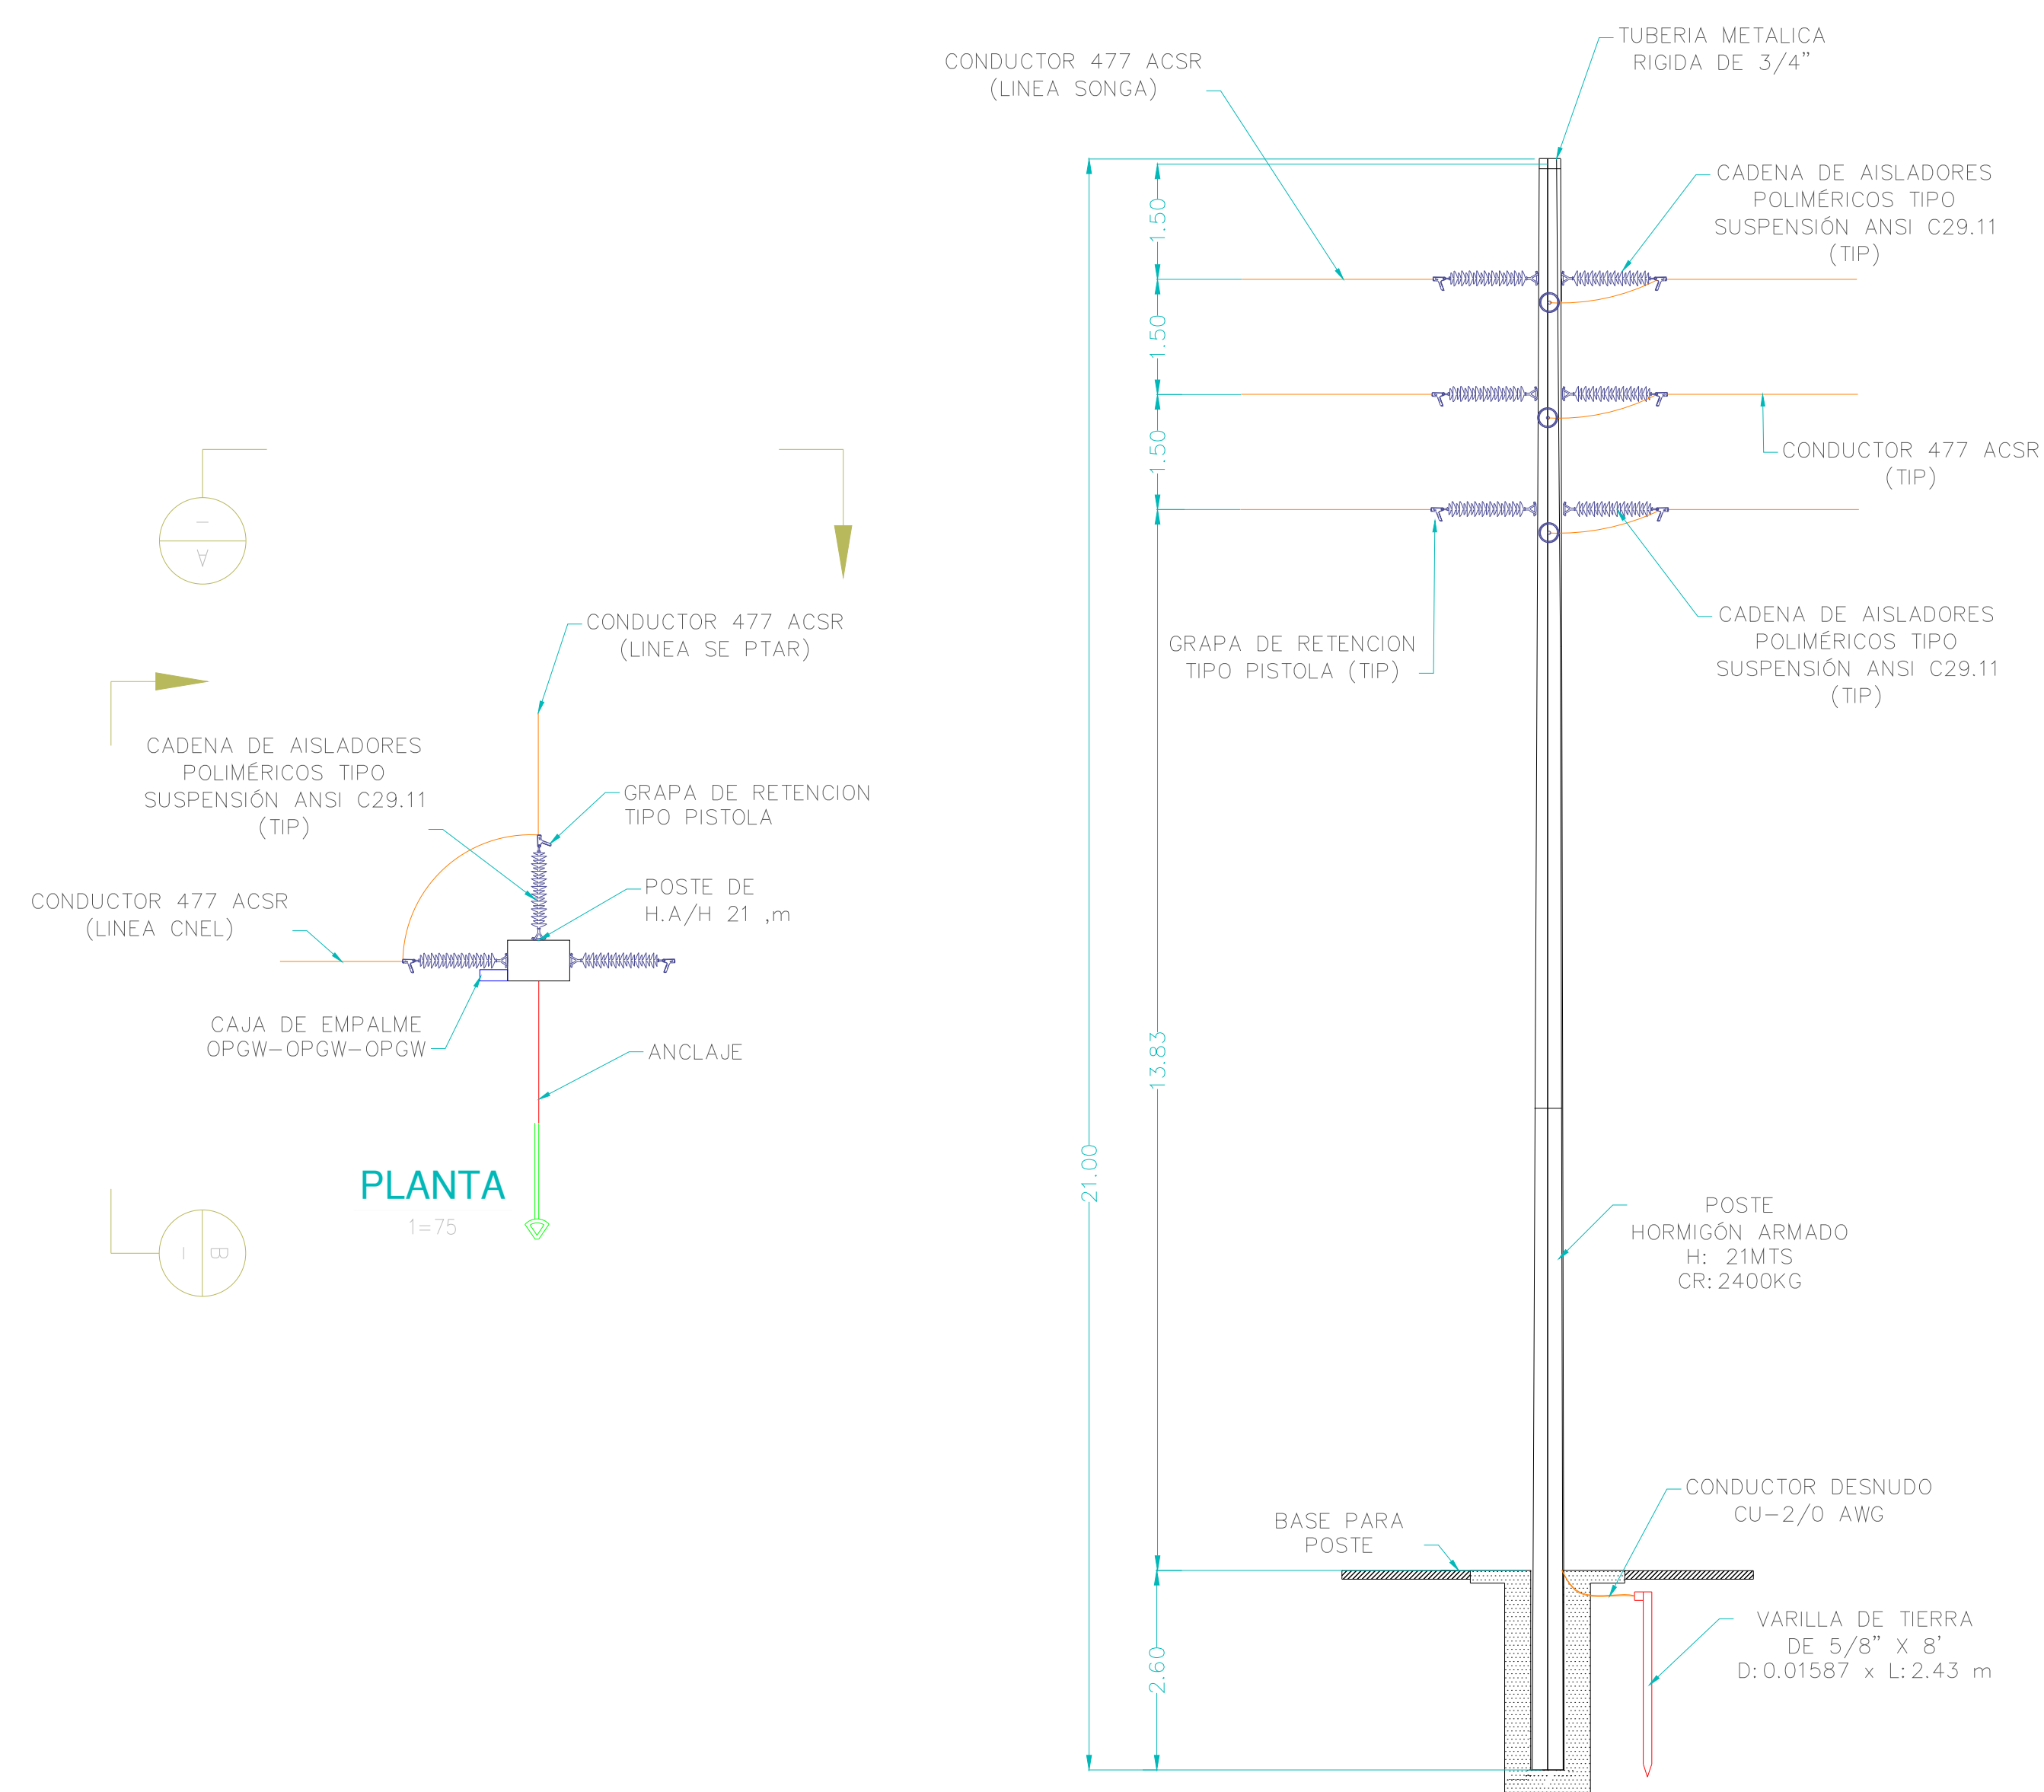 TUBERIA METALICA
RIGIDA DE 3/4"
CONDUCTOR 477 ACSR
(LINEA SONGA)
CADENA DE AISLADORES
POLIMÉRICOS TIPO
SUSPENSIÓN ANSI C29.11
(TIP)
1.50
1.50
1.50
CONDUCTOR 477 ACSR
(TIP)
CADENA DE AISLADORES
POLIMÉRICOS TIPO
SUSPENSIÓN ANSI C29.11
(TIP)
GRAPA DE RETENCION
TIPO PISTOLA (TIP)
13.83
21.00
POSTE
HORMIGÓN ARMADO
H: 21MTS
CR:2400KG
CONDUCTOR DESNUDO
CU-2/0 AWG
BASE PARA
POSTE
2.60
VARILLA DE TIERRA
DE 5/8" X 8'
D:0.01587 x L:2.43 m
A
CONDUCTOR 477 ACSR
(LINEA SE PTAR)
CADENA DE AISLADORES
POLIMÉRICOS TIPO
SUSPENSIÓN ANSI C29.11
(TIP)
GRAPA DE RETENCION
TIPO PISTOLA
POSTE DE
H.A/H 21 ,m
CONDUCTOR 477 ACSR
(LINEA CNEL)
CAJA DE EMPALME
OPGW-OPGW-OPGW
ANCLAJE
PLANTA
1=75
B